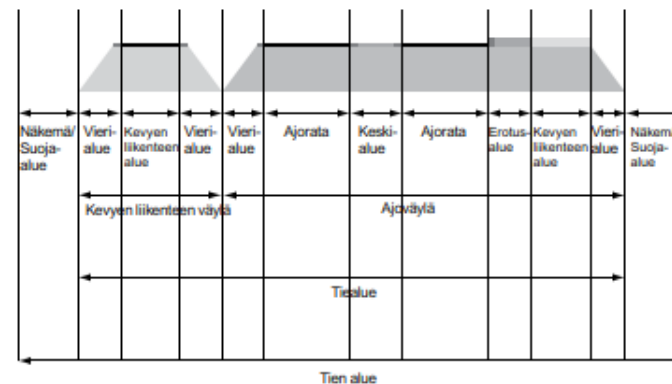 Näkemä/
Suoja-
alue
Vieri-
alue
Kevyen
liikenteen
alue
Vieri-
alue
Vieri-
alue
Ajorata
Keski-
alue
Ajorata
Erotus-
alue
Kevyen
liikenteen
alue
Vieri-
alue
Näkemä
Suoja-
alue
Kevyen liikenteen väylä
Ajoväylä
Tiealue
Tien alue